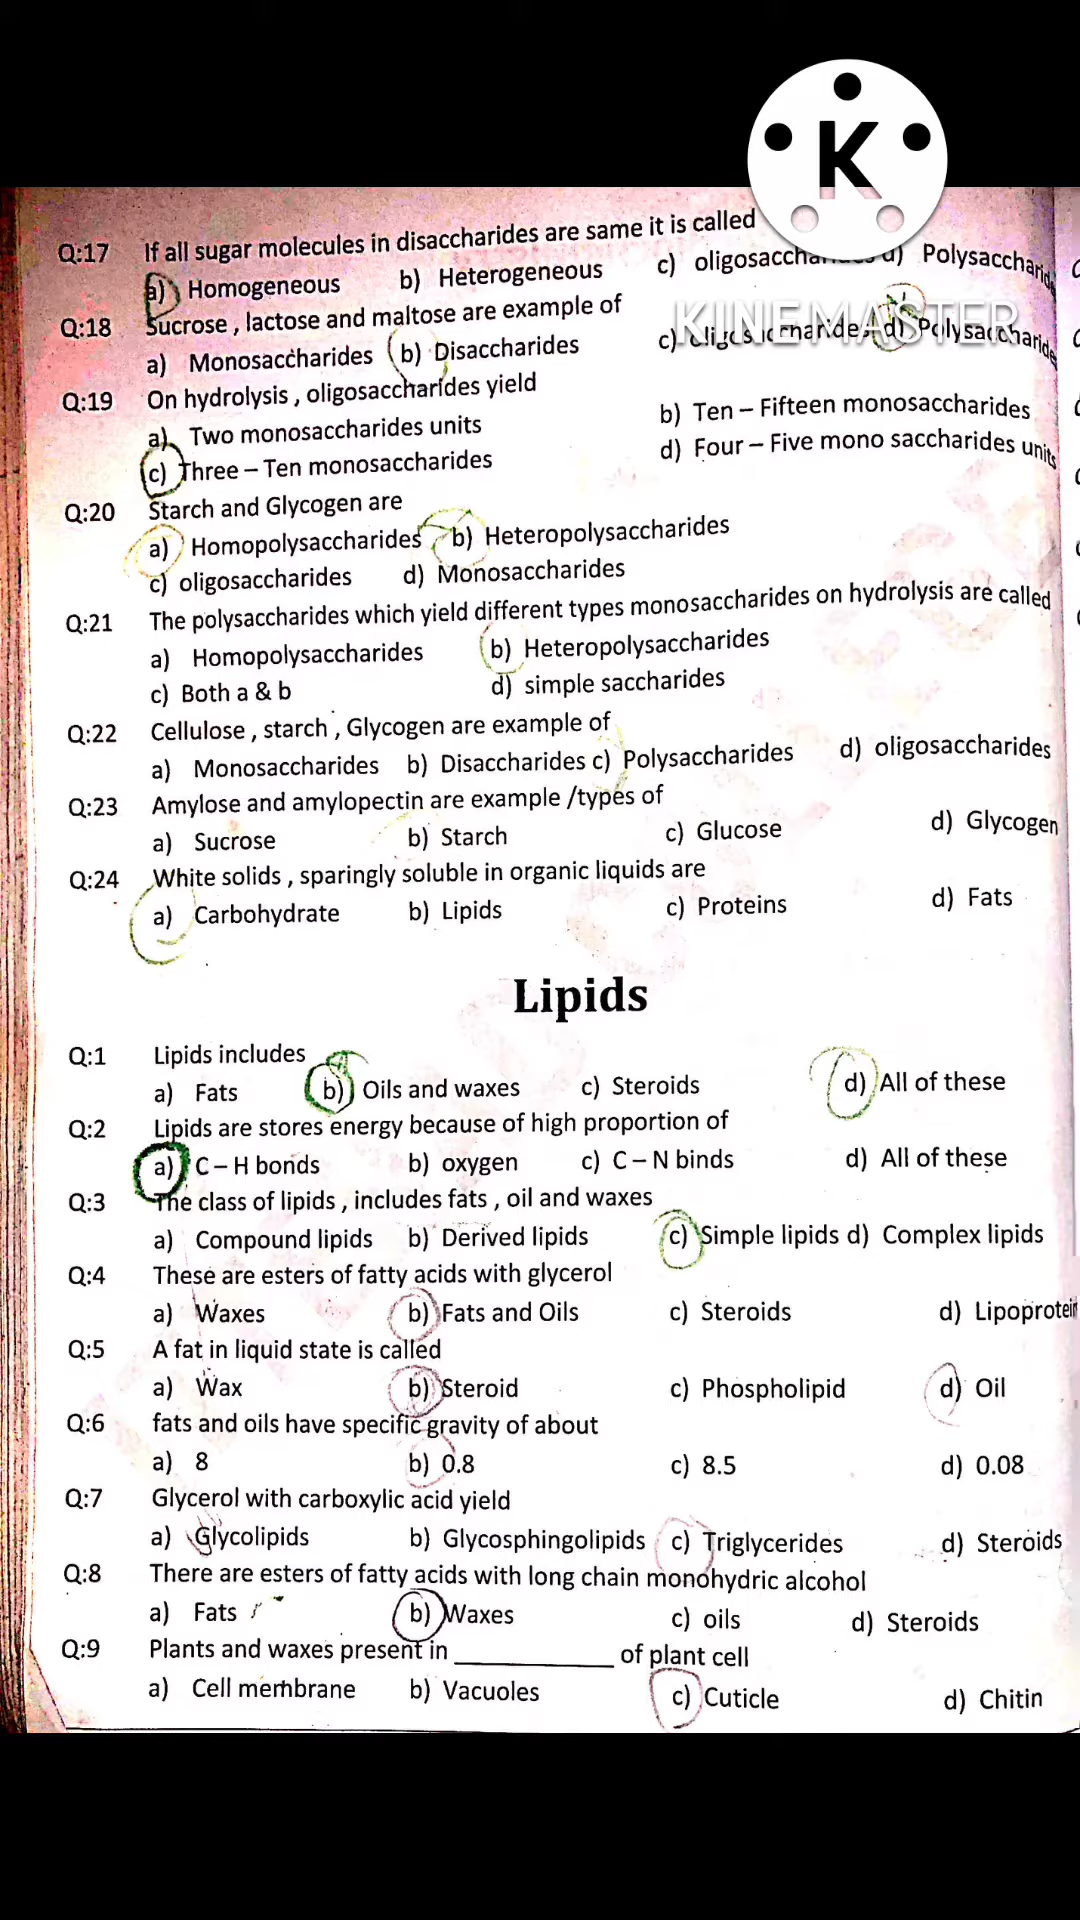 K
KINEMASTER
Q:17 If all sugar molecules in disaccharides are same it is called
a) Homogeneous b) Heterogeneous c) oligosaccharides d) Polysaccharides
Q:18 Sucrose , lactose and maltose are example of
a) Monosaccharides b) Disaccharides c) oligosaccharides d) Polysaccharides
Q:19 On hydrolysis , oligosaccharides yield
a) Two monosaccharides units b) Ten – Fifteen monosaccharides
c) Three – Ten monosaccharides d) Four – Five mono saccharides units
Q:20 Starch and Glycogen are
a) Homopolysaccharides b) Heteropolysaccharides
c) oligosaccharides d) Monosaccharides
Q:21 The polysaccharides which yield different types monosaccharides on hydrolysis are called
a) Homopolysaccharides b) Heteropolysaccharides
c) Both a & b d) simple saccharides
Q:22 Cellulose , starch , Glycogen are example of
a) Monosaccharides b) Disaccharides c) Polysaccharides d) oligosaccharides
Q:23 Amylose and amylopectin are example /types of
a) Sucrose b) Starch c) Glucose d) Glycogen
Q:24 White solids , sparingly soluble in organic liquids are
a) Carbohydrate b) Lipids c) Proteins d) Fats
Lipids
Q:1 Lipids includes
a) Fats b) Oils and waxes c) Steroids d) All of these
Q:2 Lipids are stores energy because of high proportion of
a) C – H bonds b) oxygen c) C – N binds d) All of these
Q:3 The class of lipids , includes fats , oil and waxes
a) Compound lipids b) Derived lipids c) Simple lipids d) Complex lipids
Q:4 These are esters of fatty acids with glycerol
a) Waxes b) Fats and Oils c) Steroids d) Lipoprotein
Q:5 A fat in liquid state is called
a) Wax b) Steroid c) Phospholipid d) Oil
Q:6 fats and oils have specific gravity of about
a) 8 b) 0.8 c) 8.5 d) 0.08
Q:7 Glycerol with carboxylic acid yield
a) Glycolipids b) Glycosphingolipids c) Triglycerides d) Steroids
Q:8 There are esters of fatty acids with long chain monohydric alcohol
a) Fats b) Waxes c) oils d) Steroids
Q:9 Plants and waxes present in ____________ of plant cell
a) Cell membrane b) Vacuoles c) Cuticle d) Chitin